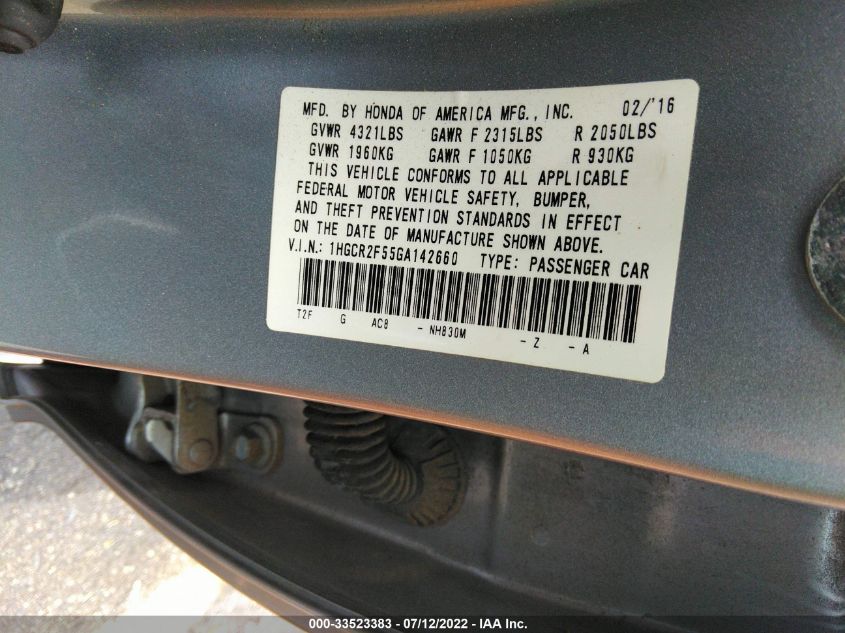 MFD. BY HONDA OF AMERICA MFG., INC. 02/'16
GVWR 4321LBS GAWR F 2315LBS R 2050LBS
GVWR 1960KG GAWR F 1050KG R 930KG
THIS VEHICLE CONFORMS TO ALL APPLICABLE
FEDERAL MOTOR VEHICLE SAFETY, BUMPER,
AND THEFT PREVENTION STANDARDS IN EFFECT
ON THE DATE OF MANUFACTURE SHOWN ABOVE.
V.I.N.: 1HGCR2F55GA142660 TYPE: PASSENGER CAR
T2F G AC8 - NH830M - Z - A
000-33523383 - 07/12/2022 - IAA Inc.